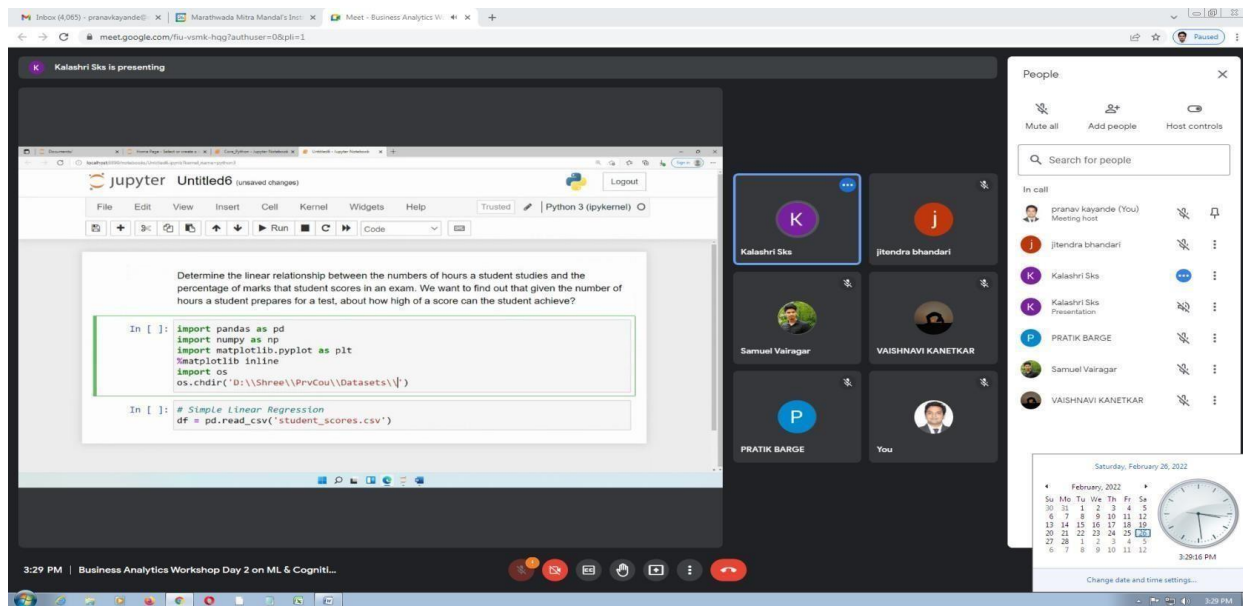 Inbox (4,065) - pranavkayande@
Marathwada Mitra Mandal's Inst
Meet - Business Analytics W
meet.google.com/fiu-vsmk-hqg?authuser=0&pli=1
Paused
K Kalashri Sks is presenting
Documents/
Home Page - Select or create a
Core_Python - Jupyter Notebook
Untitled6 - Jupyter Notebook
jupyter Untitled6 (unsaved changes)
Logout
File Edit View Insert Cell Kernel Widgets Help
Trusted
Python 3 (ipykernel)
Run
Code
Determine the linear relationship between the numbers of hours a student studies and the
percentage of marks that student scores in an exam. We want to find out that given the number of
hours a student prepares for a test, about how high of a score can the student achieve?
In [ ]: import pandas as pd
import numpy as np
import matplotlib.pyplot as plt
%matplotlib inline
import os
os.chdir('D:\\Shree\\PrvCou\\Datasets\\')
In [ ]: # Simple Linear Regression
df = pd.read_csv('student_scores.csv')
K
Kalashri Sks
j
jitendra bhandari
Samuel Vairagar
VAISHNAVI KANETKAR
P
PRATIK BARGE
You
People
Mute all
Add people
Host controls
Search for people
In call
pranav kayande (You)
Meeting host
j jitendra bhandari
K Kalashri Sks
K Kalashri Sks
Presentation
P PRATIK BARGE
Samuel Vairagar
VAISHNAVI KANETKAR
Saturday, February 26, 2022
February, 2022
Su Mo Tu We Th Fr Sa
30 31 1 2 3 4 5
6 7 8 9 10 11 12
13 14 15 16 17 18 19
20 21 22 23 24 25 26
27 28 1 2 3 4 5
6 7 8 9 10 11 12
3:29:16 PM
Change date and time settings...
3:29 PM | Business Analytics Workshop Day 2 on ML & Cogniti...
3:29 PM